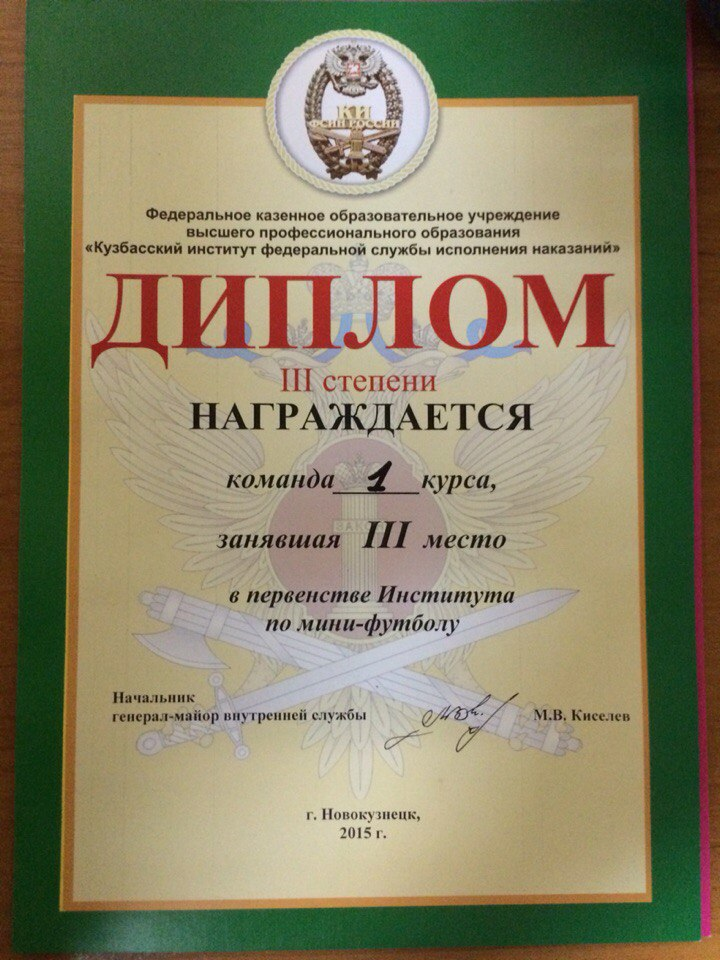 КИ
ФСИН РОССИИ
Федеральное казенное образовательное учреждение
высшего профессионального образования
«Кузбасский институт федеральной службы исполнения наказаний»
ДИПЛОМ
III степени
НАГРАЖДАЕТСЯ
команда 1 курса,
занявшая III место
ЗАКОН
в первенстве Института
по мини-футболу
Начальник
генерал-майор внутренней службы М.В. Киселев
г. Новокузнецк,
2015 г.